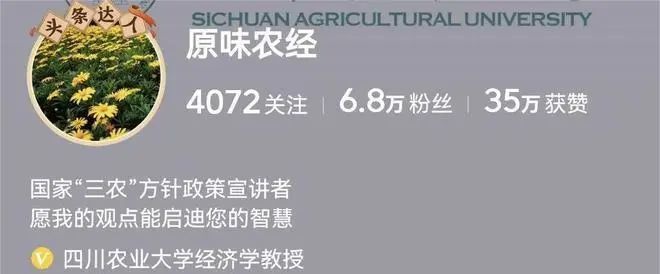 SICHUAN AGRICULTURAL UNIVERSITY
头条达人
原味农经
4072关注 6.8万粉丝 35万获赞
国家“三农”方针政策宣讲者
愿我的观点能启迪您的智慧
V 四川农业大学经济学教授